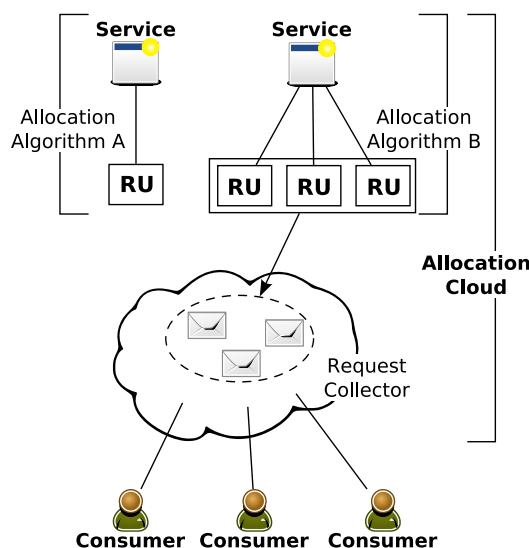 Service
Service
Allocation
Algorithm A
Allocation
Algorithm B
RU
RU
RU
RU
Allocation
Cloud
Request
Collector
Consumer
Consumer
Consumer